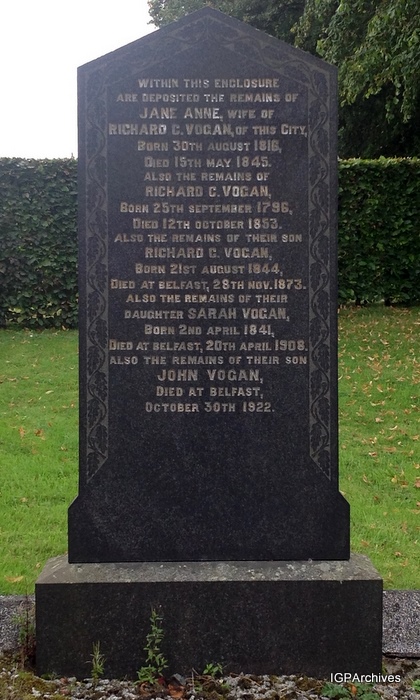 WITHIN THIS ENCLOSURE
ARE DEPOSITED THE REMAINS OF
JANE ANNE, WIFE OF
RICHARD C. VOGAN, OF THIS CITY,
BORN 30TH AUGUST 1816,
DIED 15TH MAY 1845.
ALSO THE REMAINS OF
RICHARD C. VOGAN,
BORN 25TH SEPTEMBER 1796,
DIED 12TH OCTOBER 1853.
ALSO THE REMAINS OF THEIR SON
RICHARD C. VOGAN,
BORN 21ST AUGUST 1844,
DIED AT BELFAST, 28TH NOV. 1873.
ALSO THE REMAINS OF THEIR
DAUGHTER SARAH VOGAN,
BORN 2ND APRIL 1841,
DIED AT BELFAST, 20TH APRIL 1908.
ALSO THE REMAINS OF THEIR SON
JOHN VOGAN,
DIED AT BELFAST,
OCTOBER 30TH 1922.
IGPArchives